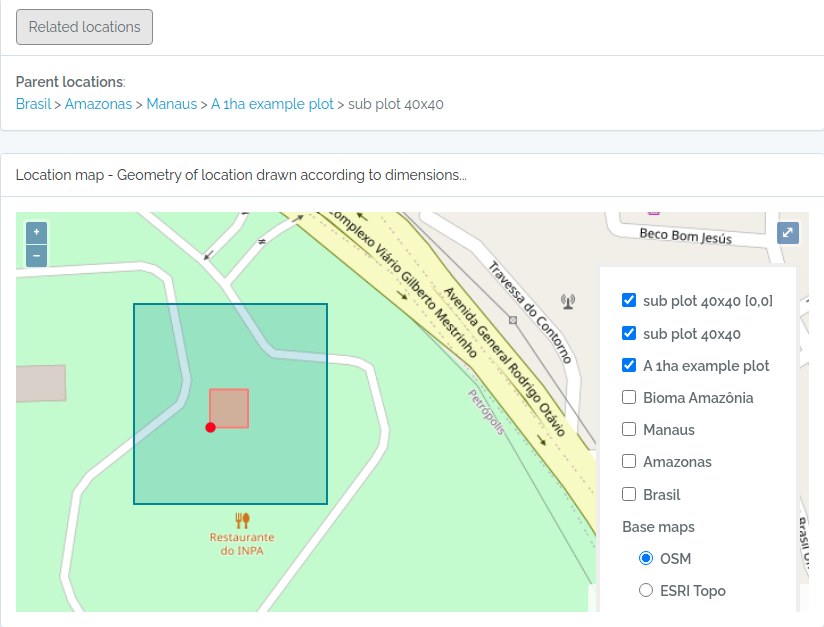 Related locations
Parent locations:
Brasil > Amazonas > Manaus > A 1ha example plot > sub plot 40x40
Location map - Geometry of location drawn according to dimensions...
+
−
Complexo Viário Gilberto Mestrinho
Avenida General Rodrigo Otávio
Travessa do Contorno
Beco Bom Jesús
Petrópolis
Restaurante
do INPA
sub plot 40x40 [0,0]
sub plot 40x40
A 1ha example plot
Bioma Amazônia
Manaus
Amazonas
Brasil
Base maps
OSM
ESRI Topo